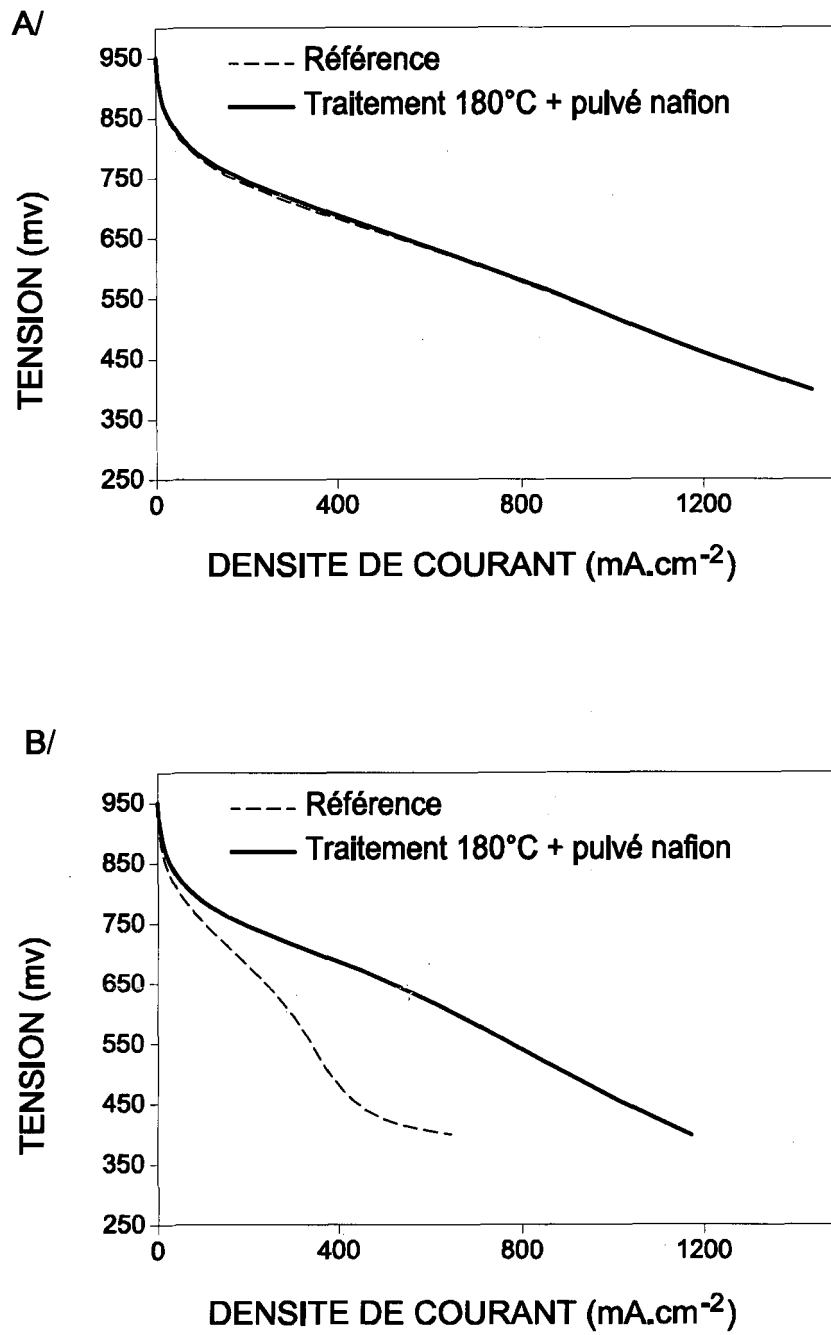 A/
950
850
750
650
550
450
350
250
TENSION (mv)
Référence
Traitement 180°C + pulvé nafion
0
400
800
1200
DENSITE DE COURANT (mA.cm-2)
B/
950
850
750
650
550
450
350
250
TENSION (mv)
Référence
Traitement 180°C + pulvé nafion
0
400
800
1200
DENSITE DE COURANT (mA.cm-2)